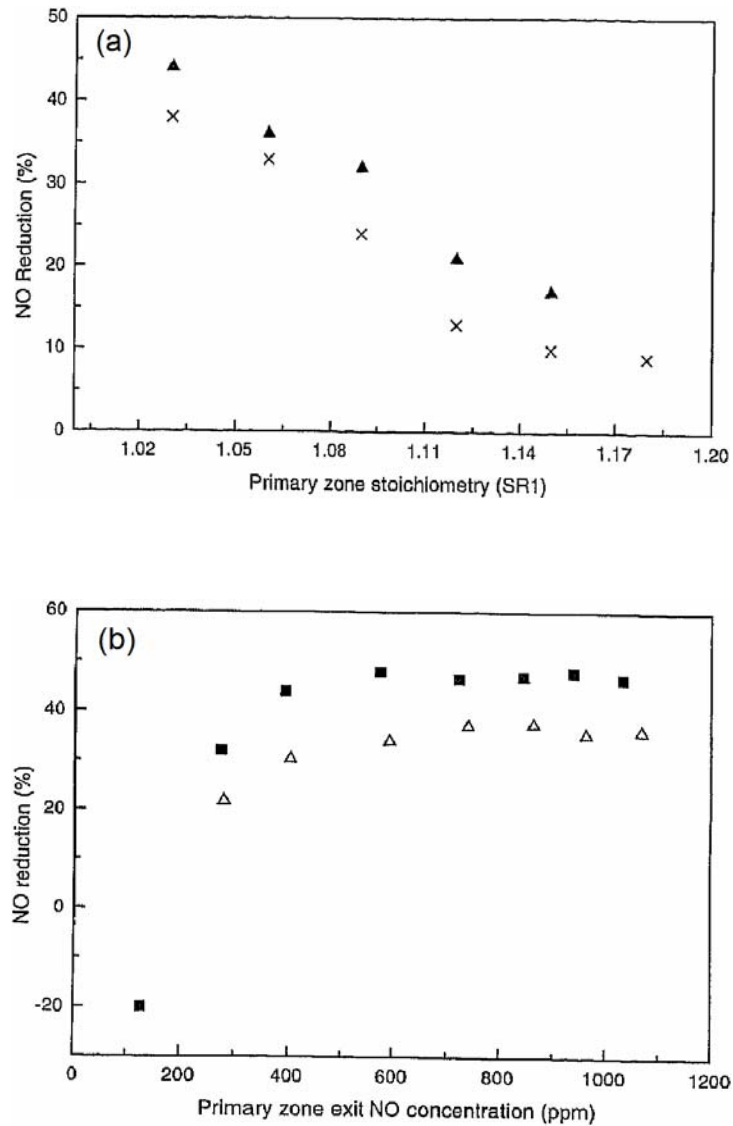 (a)
50
40
30
20
10
0
NO Reduction (%)
1.02 1.05 1.08 1.11 1.14 1.17 1.20
Primary zone stoichiometry (SR1)
(b)
60
40
20
0
-20
NO reduction (%)
0 200 400 600 800 1000 1200
Primary zone exit NO concentration (ppm)